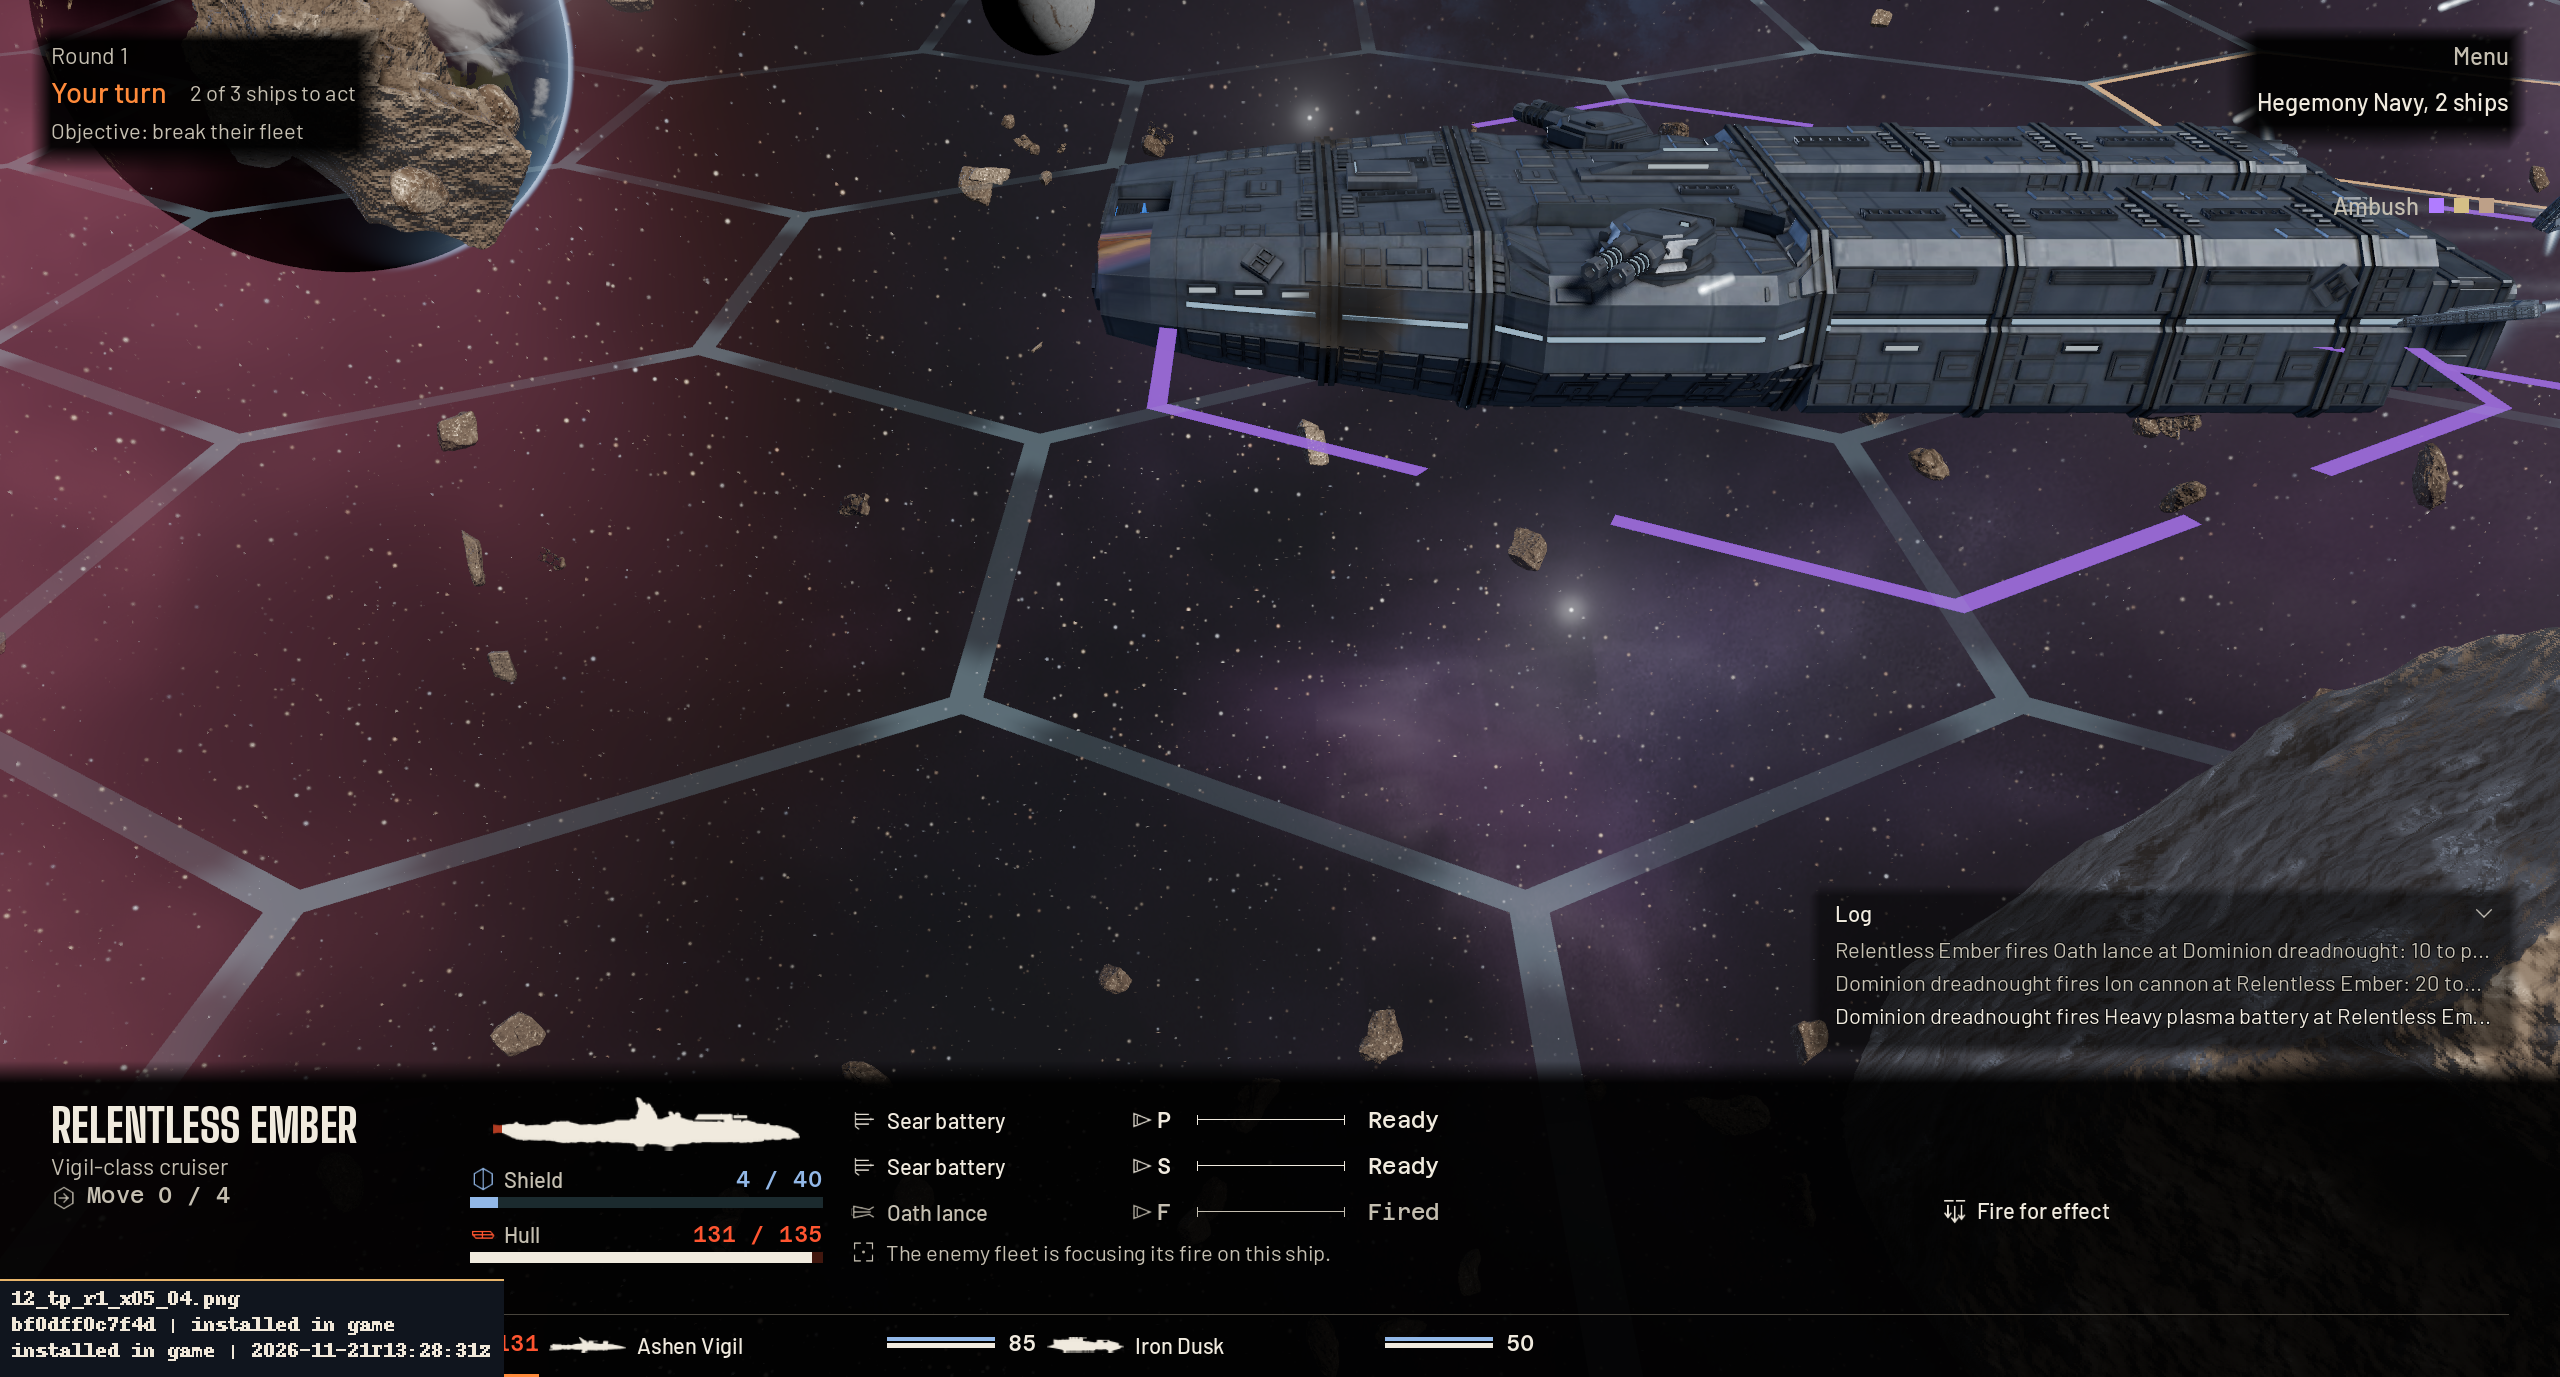 Round 1
Your turn 2 of 3 ships to act
Objective: break their fleet
Menu
Hegemony Navy, 2 ships
Ambush
Log
Relentless Ember fires Oath lance at Dominion dreadnought: 10 to p...
Dominion dreadnought fires Ion cannon at Relentless Ember: 20 to...
Dominion dreadnought fires Heavy plasma battery at Relentless Em...
RELENTLESS EMBER
Vigil-class cruiser
Move 0 / 4
Shield 4 / 40
Hull 131 / 135
Sear battery P Ready
Sear battery S Ready
Oath lance F Fired
The enemy fleet is focusing its fire on this ship.
Fire for effect
12_tp_r1_x05_04.png
bf0dff0c7f4d | installed in game
installed in game | 2026-11-21T13:28:31Z
131 Ashen Vigil 85 Iron Dusk 50